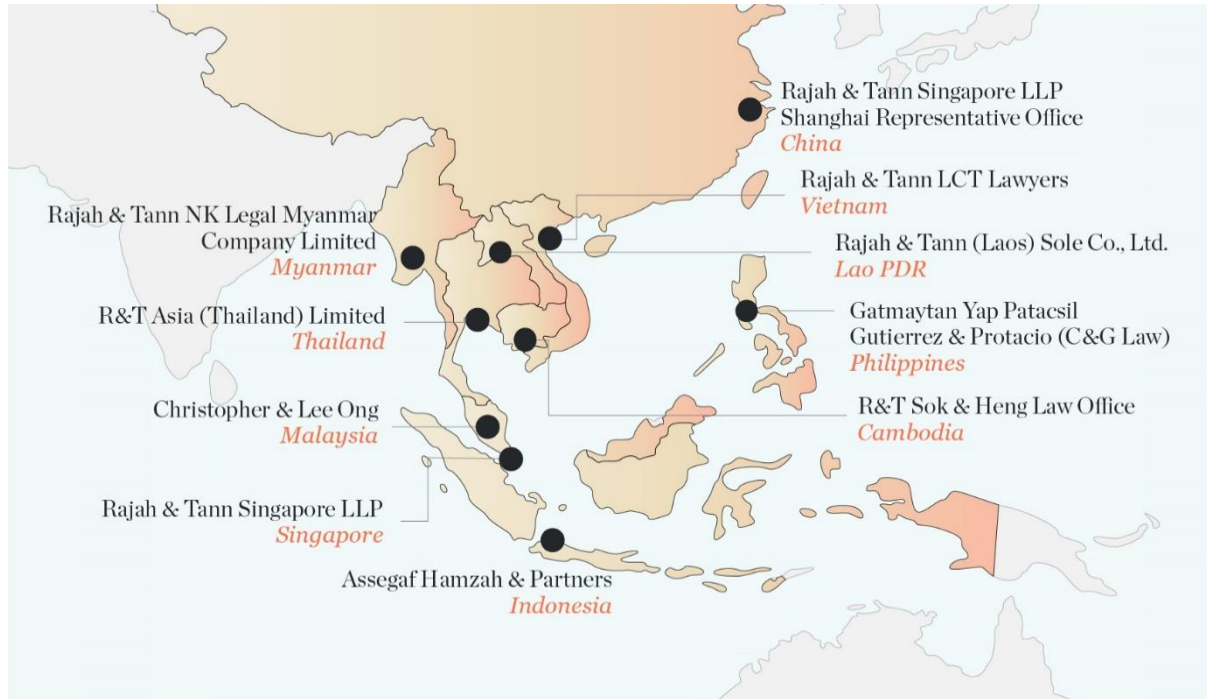 Rajah & Tann Singapore LLP
Shanghai Representative Office
China
Rajah & Tann LCT Lawyers
Vietnam
Rajah & Tann NK Legal Myanmar
Company Limited
Myanmar
Rajah & Tann (Laos) Sole Co., Ltd.
Lao PDR
R&T Asia (Thailand) Limited
Thailand
Gatmaytan Yap Patacsil
Gutierrez & Protacio (C&G Law)
Philippines
Christopher & Lee Ong
Malaysia
R&T Sok & Heng Law Office
Cambodia
Rajah & Tann Singapore LLP
Singapore
Assegaf Hamzah & Partners
Indonesia